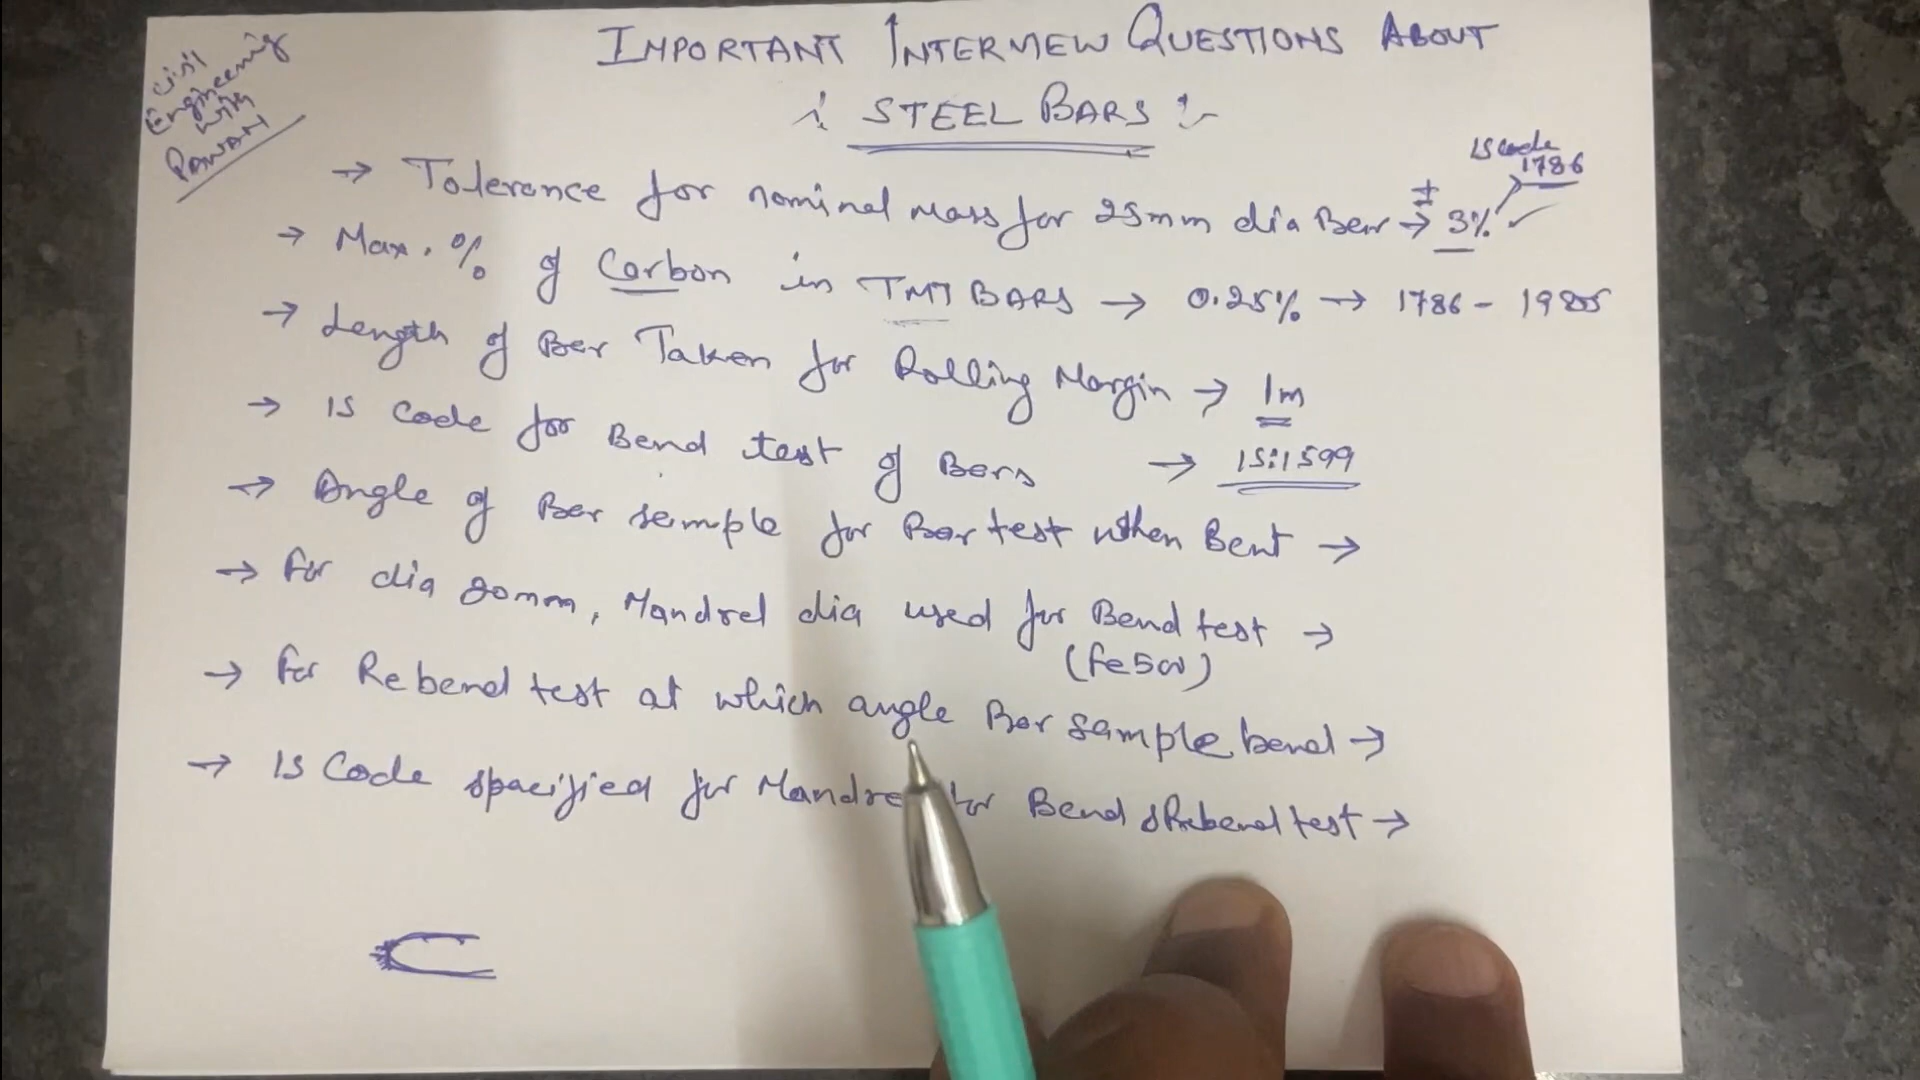 Civil
Engineering
with
PAWAN
IMPORTANT INTERVIEW QUESTIONS ABOUT
: STEEL BARS :-
IS Code
1786
→ Tolerance for nominal Mass for 25mm dia Bar → ± 3% ✓
→ Max. % of Carbon in TMT BARS → 0.25% → 1786 - 1985
→ Length of Bar Taken for Rolling Margin → 1m
→ IS Code for Bend test of Bars → IS:1599
→ Angle of Bar sample for Bar test when Bent →
→ for dia 20mm, Mandrel dia used for Bend test →
(Fe500)
→ for Rebend test at which angle Bar sample bend →
→ IS Code specified for Mandrel for Bend & Rebend test →